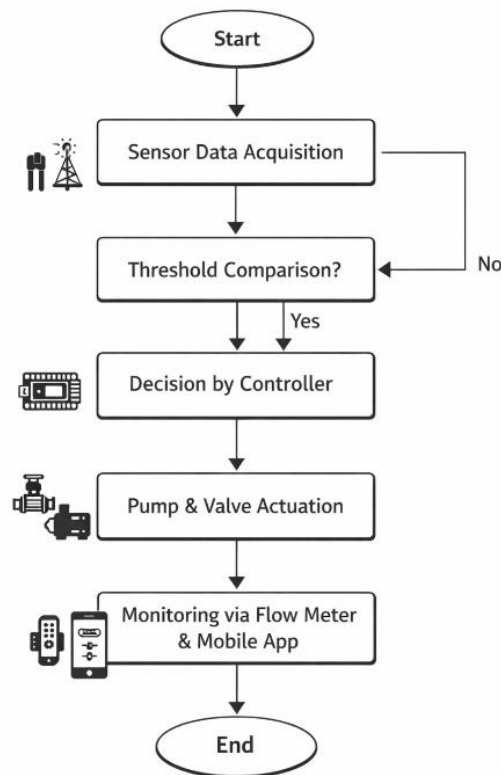 Start
Sensor Data Acquisition
Threshold Comparison?
No
Yes
Decision by Controller
Pump & Valve Actuation
Monitoring via Flow Meter
& Mobile App
End